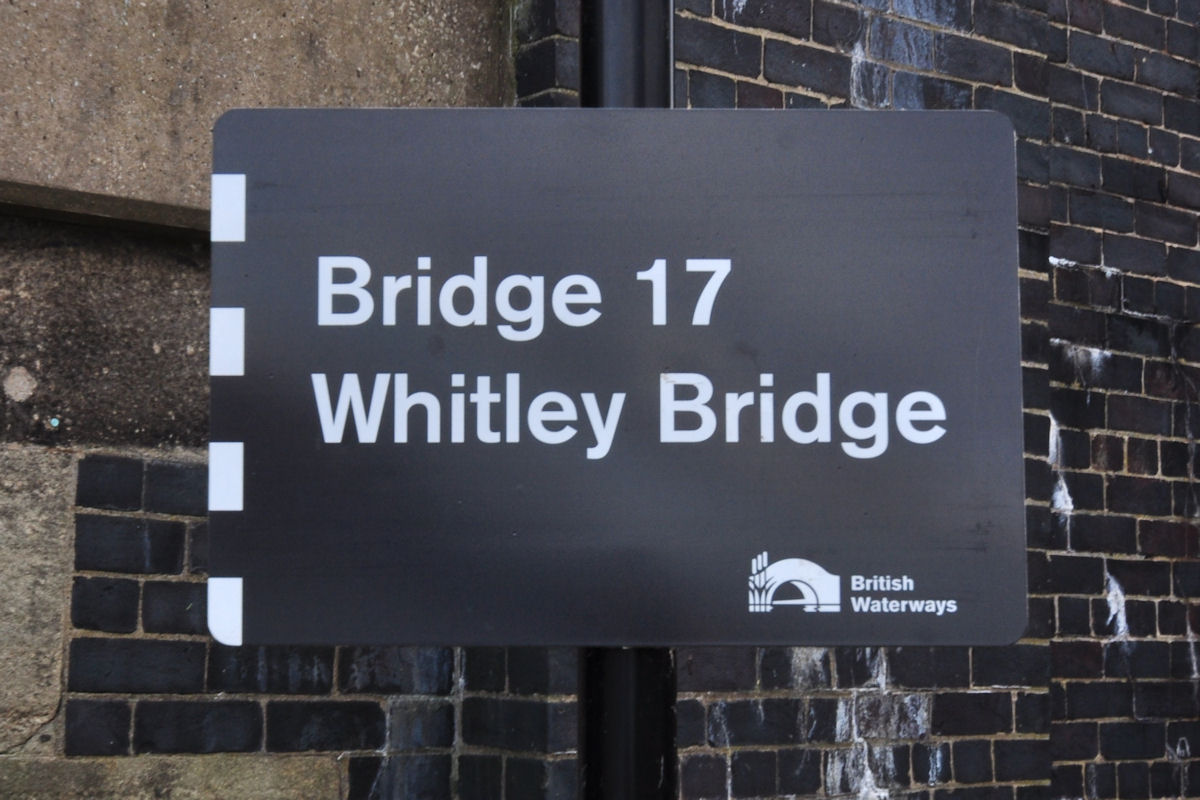 Bridge 17
Whitley Bridge
British
Waterways